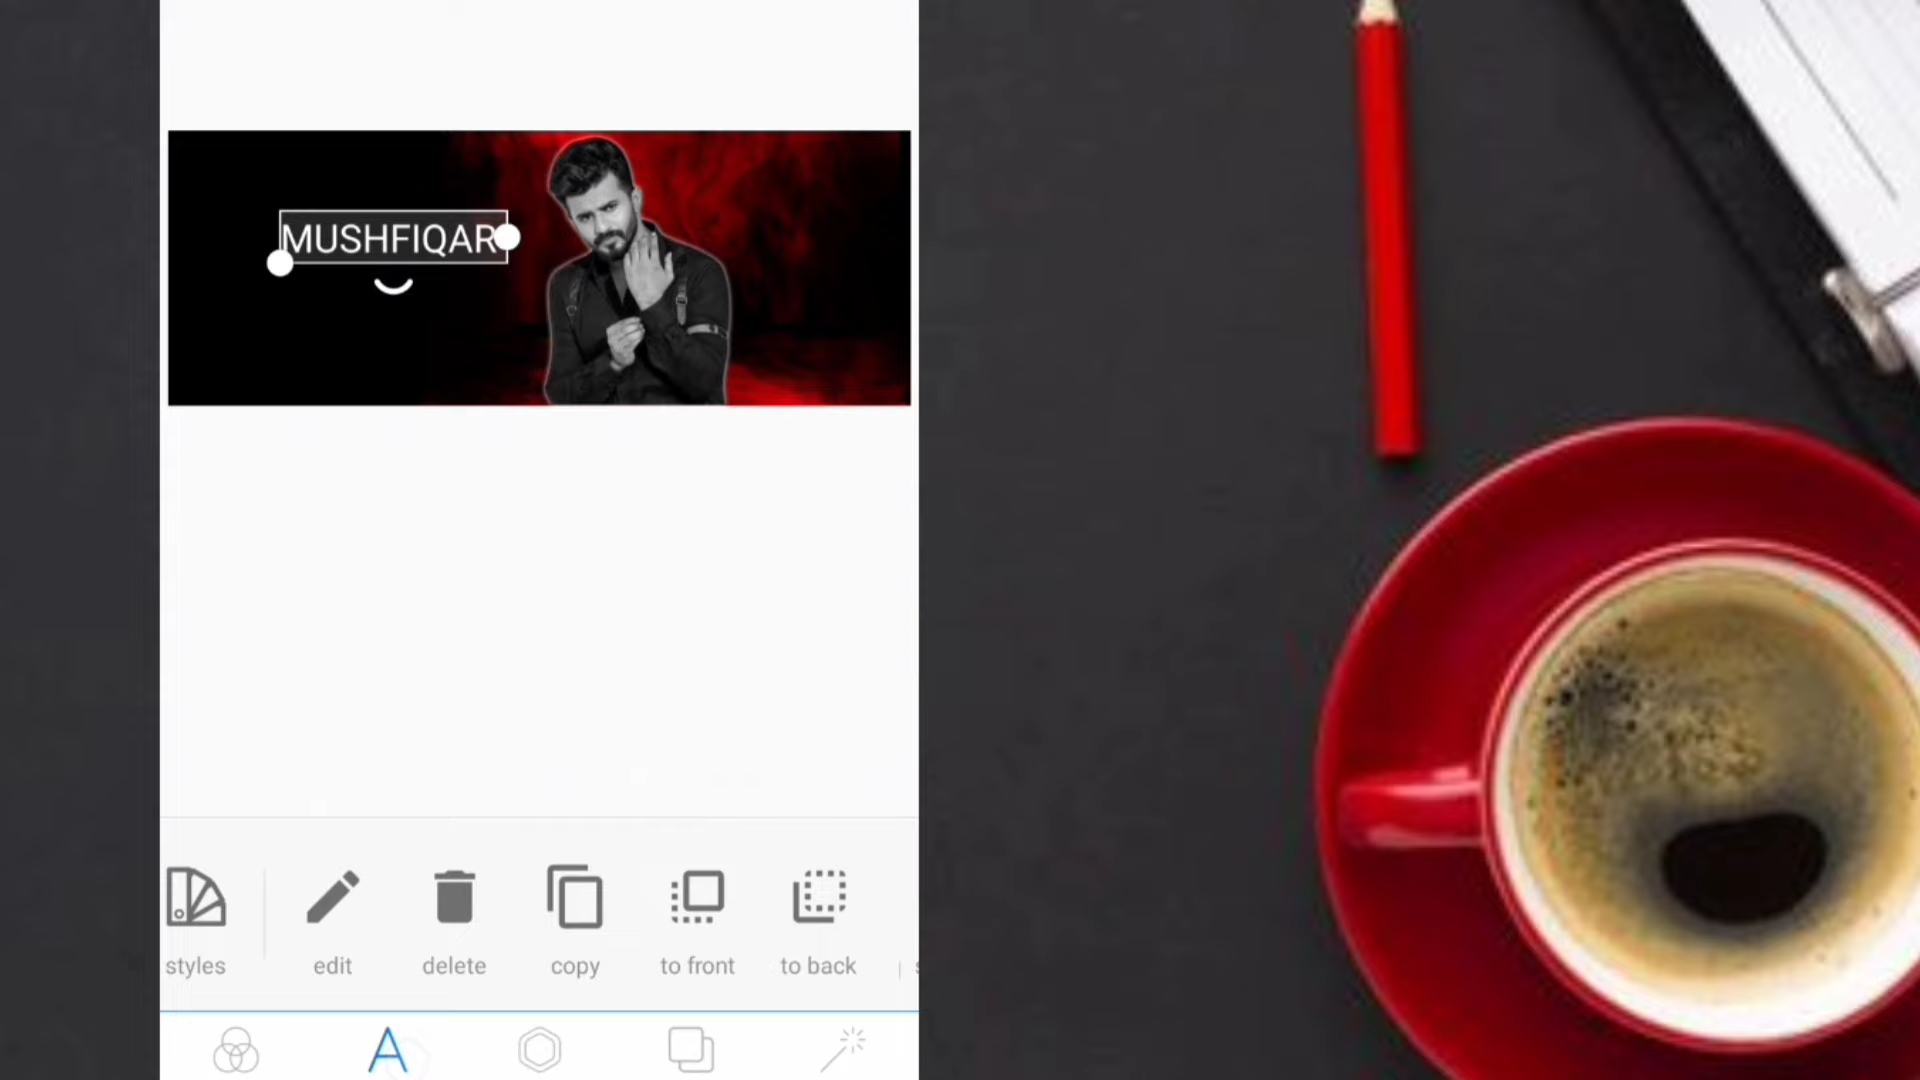 MUSHFIQAR
styles
edit
delete
copy
to front
to back